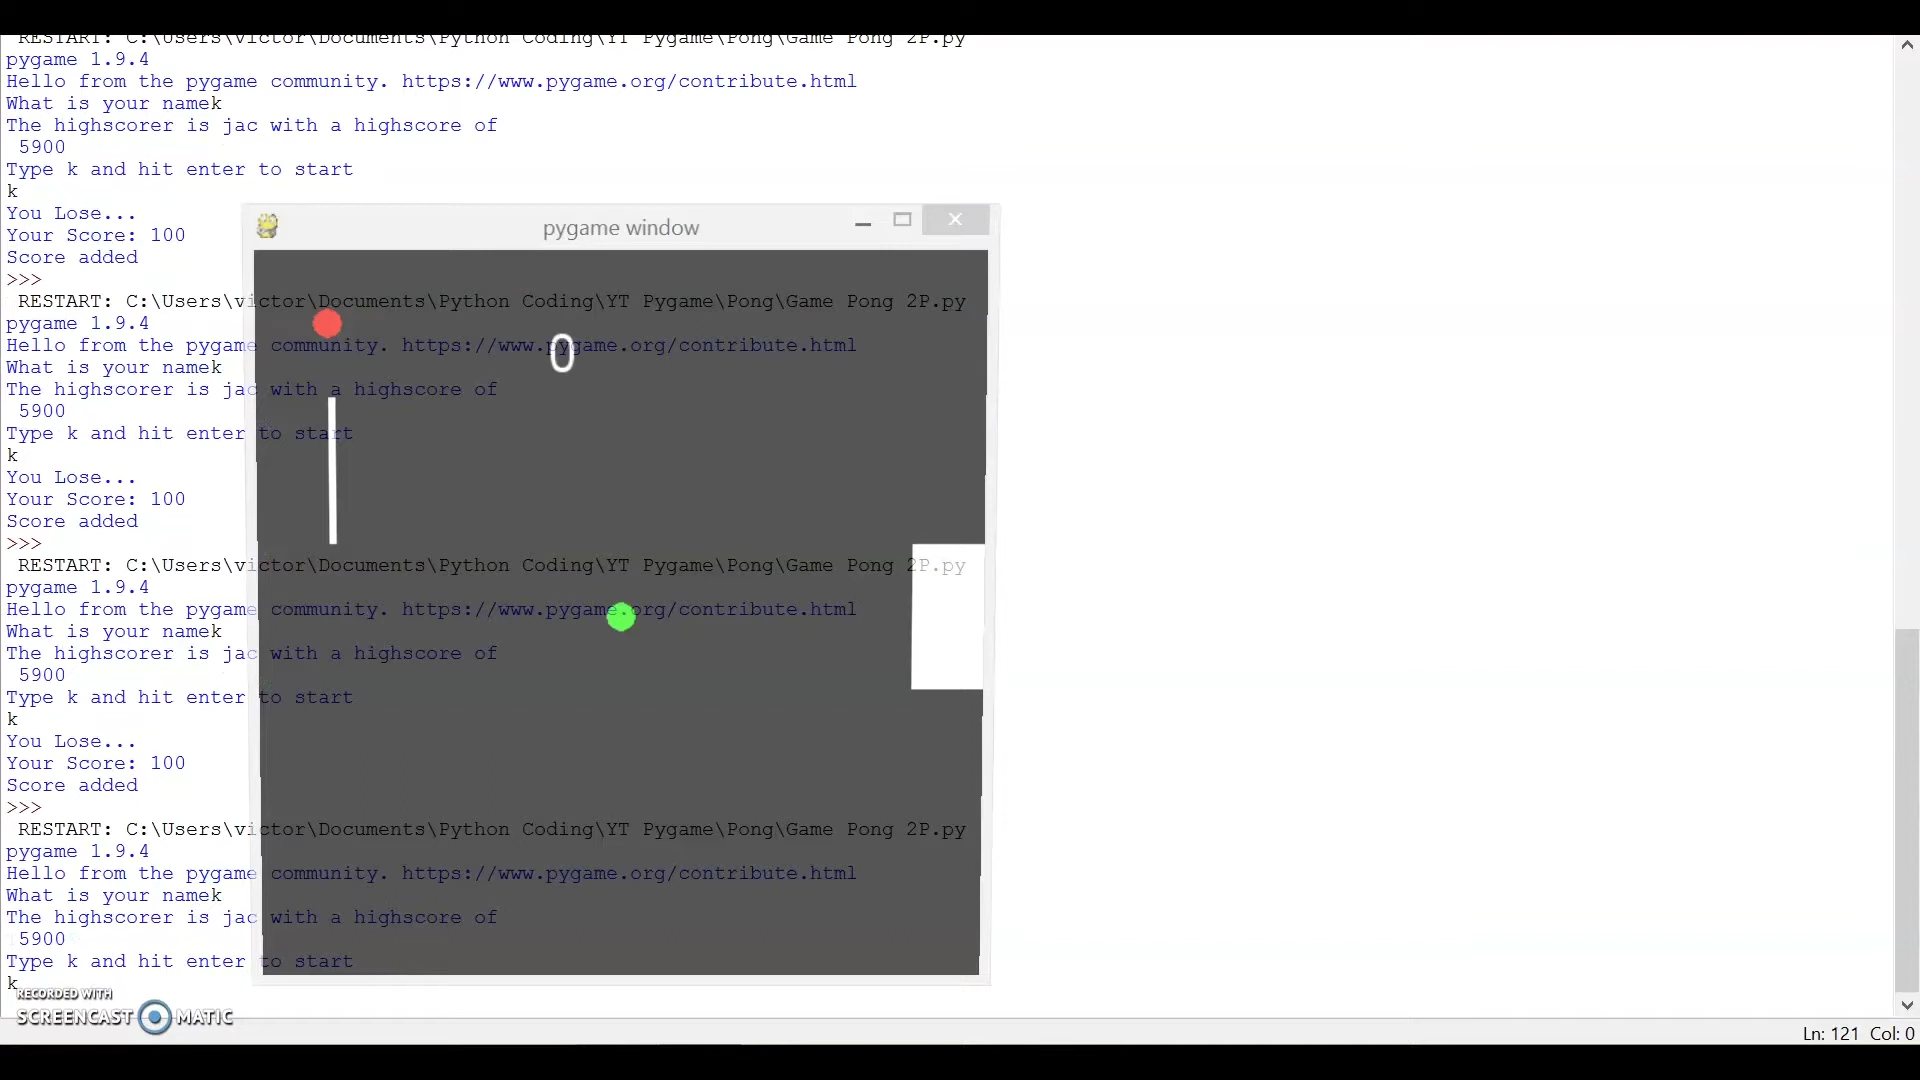 RESTART: C:\Users\victor\Documents\Python Coding\YT Pygame\Pong\Game Pong 2P.py
pygame 1.9.4
Hello from the pygame community. https://www.pygame.org/contribute.html
What is your namek
The highscorer is jac with a highscore of
5900
Type k and hit enter to start
k
You Lose...
Your Score: 100
Score added
>>>
RESTART: C:\Users\victor\Documents\Python Coding\YT Pygame\Pong\Game Pong 2P.py
pygame 1.9.4
Hello from the pygame community. https://www.pygame.org/contribute.html
What is your namek
The highscorer is jac with a highscore of
5900
Type k and hit enter to start
k
You Lose...
Your Score: 100
Score added
>>>
RESTART: C:\Users\victor\Documents\Python Coding\YT Pygame\Pong\Game Pong 2P.py
pygame 1.9.4
Hello from the pygame community. https://www.pygame.org/contribute.html
What is your namek
The highscorer is jac with a highscore of
5900
Type k and hit enter to start
k
You Lose...
Your Score: 100
Score added
>>>
RESTART: C:\Users\victor\Documents\Python Coding\YT Pygame\Pong\Game Pong 2P.py
pygame 1.9.4
Hello from the pygame community. https://www.pygame.org/contribute.html
What is your namek
The highscorer is jac with a highscore of
5900
Type k and hit enter to start
k
pygame window
0
RECORDED WITH
SCREENCAST MATIC
Ln: 121 Col: 0